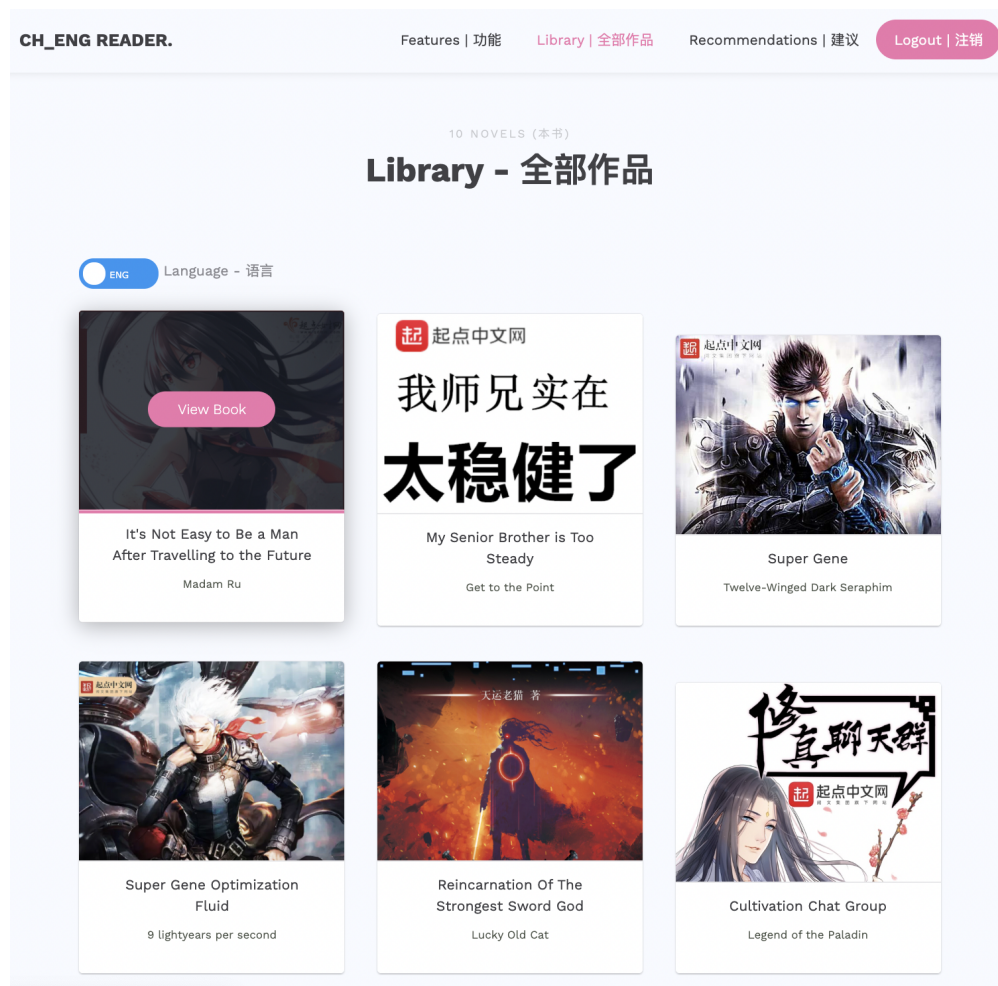 CH_ENG READER.
Features | 功能
Library | 全部作品
Recommendations | 建议
Logout | 注销
10 NOVELS (本书)
Library - 全部作品
ENG
Language - 语言
View Book
It's Not Easy to Be a Man
After Travelling to the Future
Madam Ru
起 起点中文网
我师兄实在
太稳健了
My Senior Brother is Too
Steady
Get to the Point
起 起点中文网
Super Gene
Twelve-Winged Dark Seraphim
起 起点中文网
Super Gene Optimization
Fluid
9 lightyears per second
天运老猫 著
Reincarnation Of The
Strongest Sword God
Lucky Old Cat
修真聊天群
起 起点中文网
Cultivation Chat Group
Legend of the Paladin